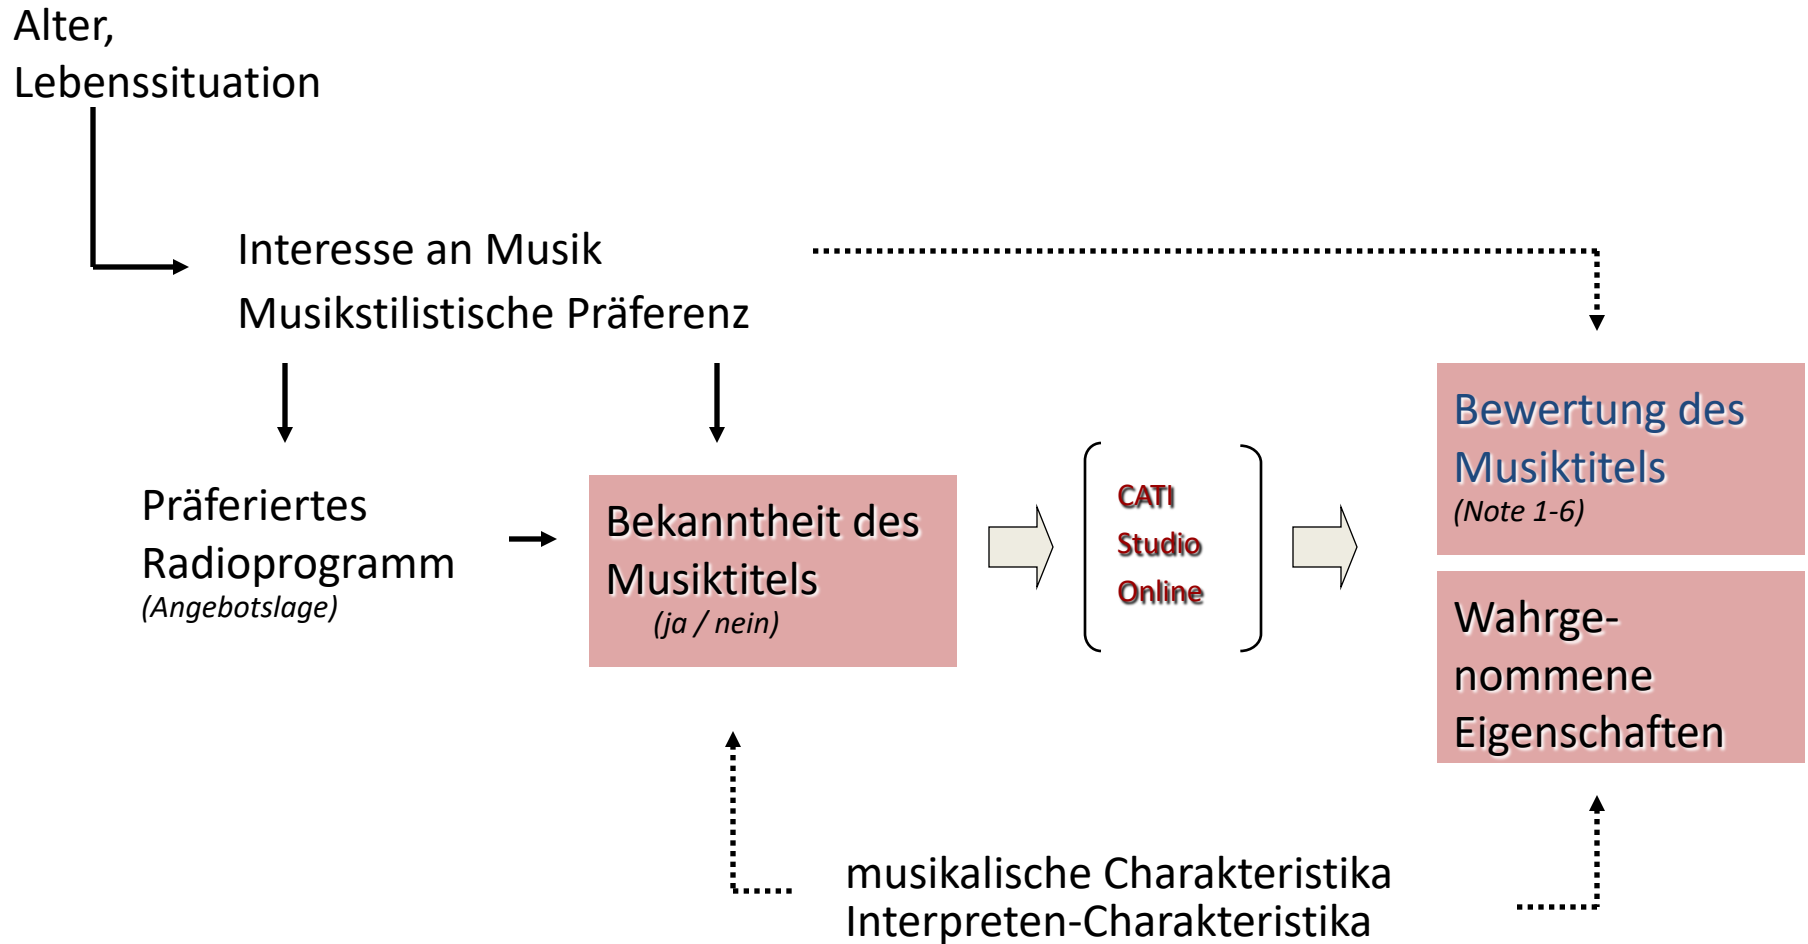 Alter,
Lebenssituation
Interesse an Musik
Musikstilistische Präferenz
Präferiertes
Radioprogramm
(Angebotslage)
Bekanntheit des
Musiktitels
(ja / nein)
CATI
Studio
Online
Bewertung des
Musiktitels
(Note 1-6)
Wahrge-
nommene
Eigenschaften
musikalische Charakteristika
Interpreten-Charakteristika